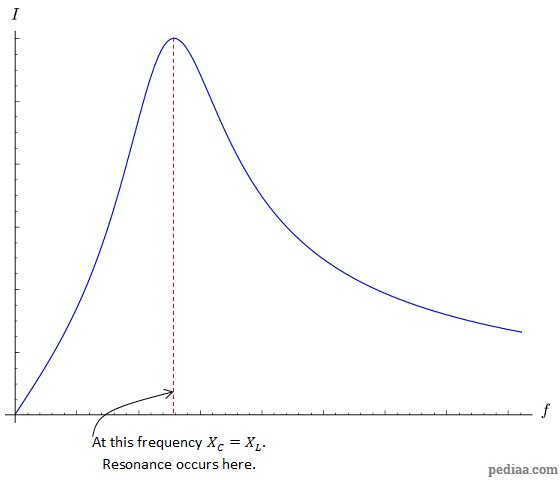 I
f
At this frequency X_C = X_L.
Resonance occurs here.
pediaa.com